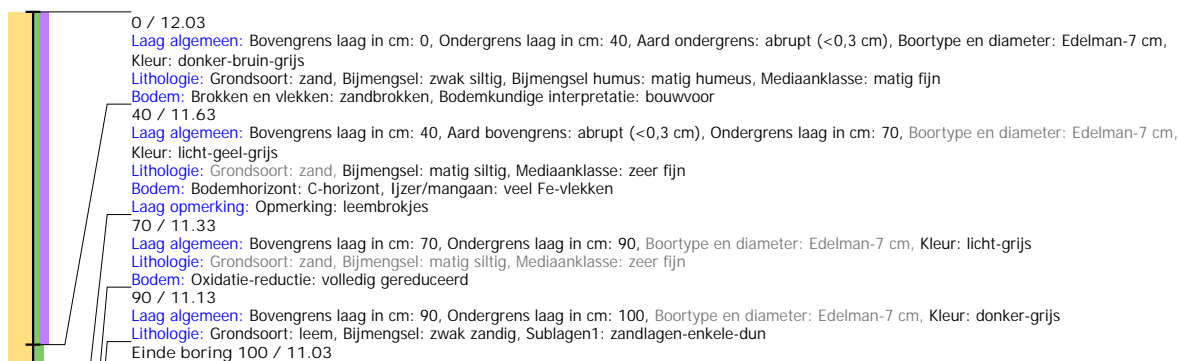 0 / 12.03
Laag algemeen: Bovengrens laag in cm: 0, Ondergrens laag in cm: 40, Aard ondergrens: abrupt (<0,3 cm), Boortype en diameter: Edelman-7 cm,
Kleur: donker-bruin-grijs
Lithologie: Grondsoort: zand, Bijmengsel: zwak siltig, Bijmengsel humus: matig humeus, Mediaanklasse: matig fijn
Bodem: Brokken en vlekken: zandbrokken, Bodemkundige interpretatie: bouwvoor
40 / 11.63
Laag algemeen: Bovengrens laag in cm: 40, Aard bovengrens: abrupt (<0,3 cm), Ondergrens laag in cm: 70, Boortype en diameter: Edelman-7 cm,
Kleur: licht-geel-grijs
Lithologie: Grondsoort: zand, Bijmengsel: matig siltig, Mediaanklasse: zeer fijn
Bodem: Bodemhorizont: C-horizont, Ijzer/mangaan: veel Fe-vlekken
Laag opmerking: Opmerking: leembrokjes
70 / 11.33
Laag algemeen: Bovengrens laag in cm: 70, Ondergrens laag in cm: 90, Boortype en diameter: Edelman-7 cm, Kleur: licht-grijs
Lithologie: Grondsoort: zand, Bijmengsel: matig siltig, Mediaanklasse: zeer fijn
Bodem: Oxidatie-reductie: volledig gereduceerd
90 / 11.13
Laag algemeen: Bovengrens laag in cm: 90, Ondergrens laag in cm: 100, Boortype en diameter: Edelman-7 cm, Kleur: donker-grijs
Lithologie: Grondsoort: leem, Bijmengsel: zwak zandig, Sublagen1: zandlagen-enkele-dun
Einde boring 100 / 11.03